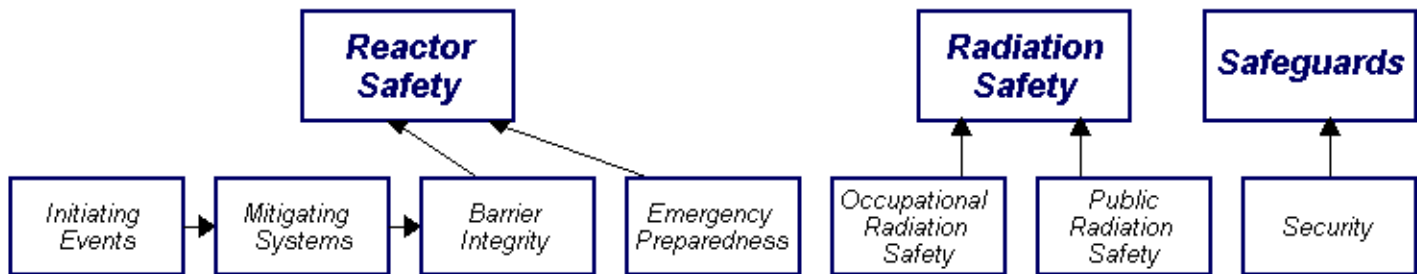 Reactor
Safety
Radiation
Safety
Safeguards
Initiating
Events
Mitigating
Systems
Barrier
Integrity
Emergency
Preparedness
Occupational
Radiation
Safety
Public
Radiation
Safety
Security